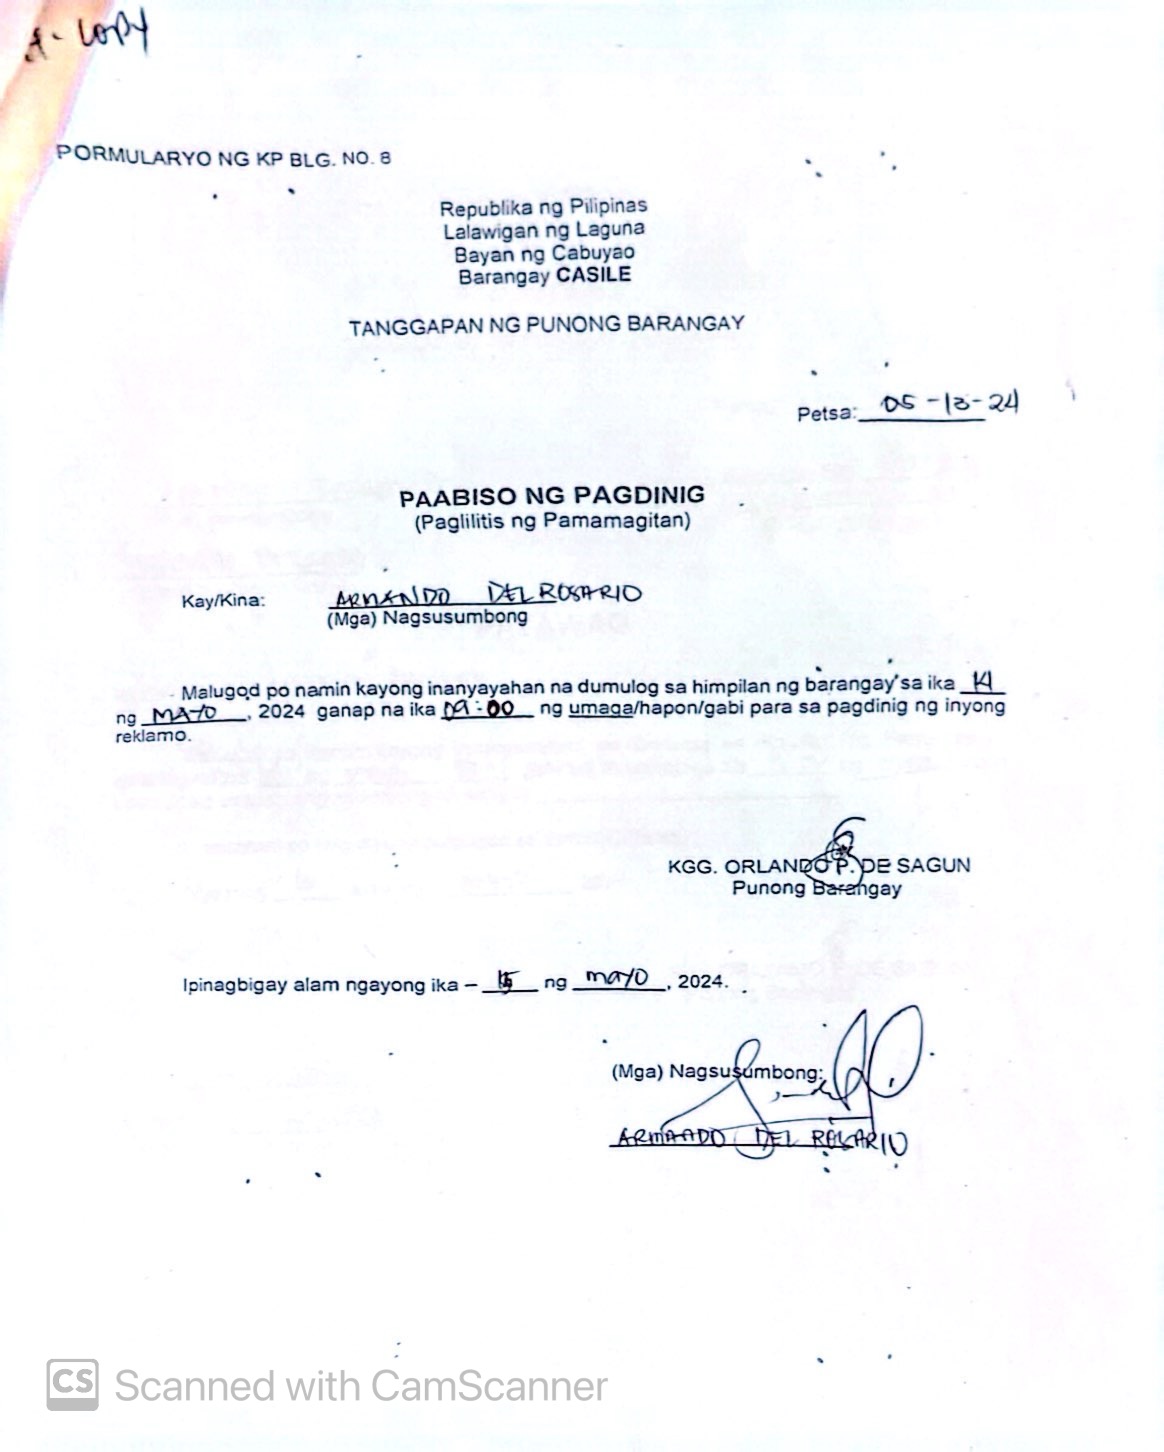 COPY
PORMULARYO NG KP BLG. NO. 8
Republika ng Pilipinas
Lalawigan ng Laguna
Bayan ng Cabuyao
Barangay CASILE
TANGGAPAN NG PUNONG BARANGAY
Petsa: 05-13-24
PAABISO NG PAGDINIG
(Paglilitis ng Pamamagitan)
Kay/Kina: ARMANDO DEL ROSARIO
(Mga) Nagsusumbong
Malugod po namin kayong inanyayahan na dumulog sa himpilan ng barangay sa ika 14
ng MAYO, 2024 ganap na ika 09:00 ng umaga/hapon/gabi para sa pagdinig ng inyong
reklamo.
KGG. ORLANDO P. DE SAGUN
Punong Barangay
Ipinagbigay alam ngayong ika – ng MAYO, 2024.
(Mga) Nagsusumbong:
ARMANDO DEL ROSARIO
CS Scanned with CamScanner